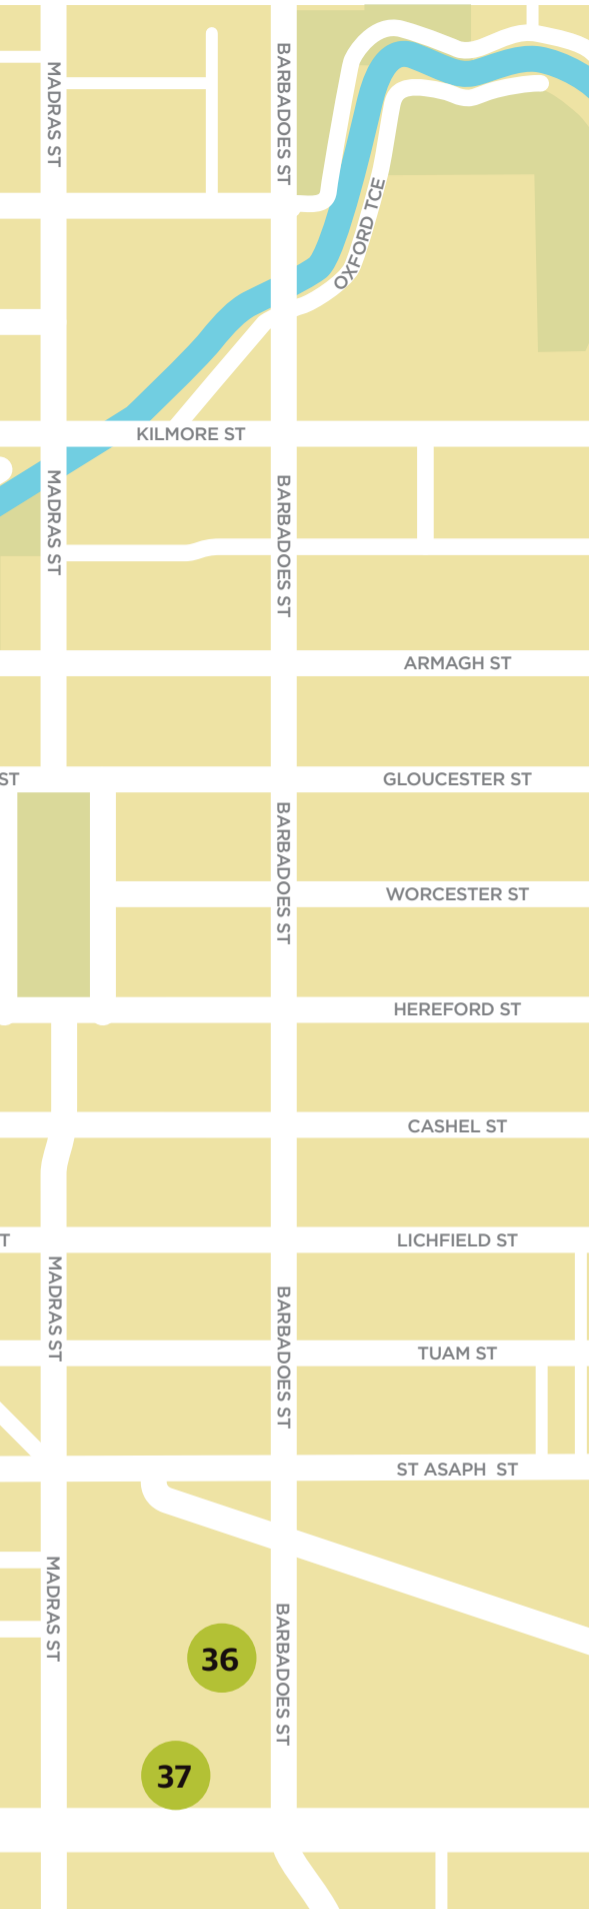 MADRAS ST
BARBADOES ST
OXFORD TCE
KILMORE ST
MADRAS ST
BARBADOES ST
ARMAGH ST
ST
GLOUCESTER ST
BARBADOES ST
WORCESTER ST
HEREFORD ST
CASHEL ST
T
LICHFIELD ST
MADRAS ST
BARBADOES ST
TUAM ST
ST ASAPH ST
MADRAS ST
BARBADOES ST
36
37